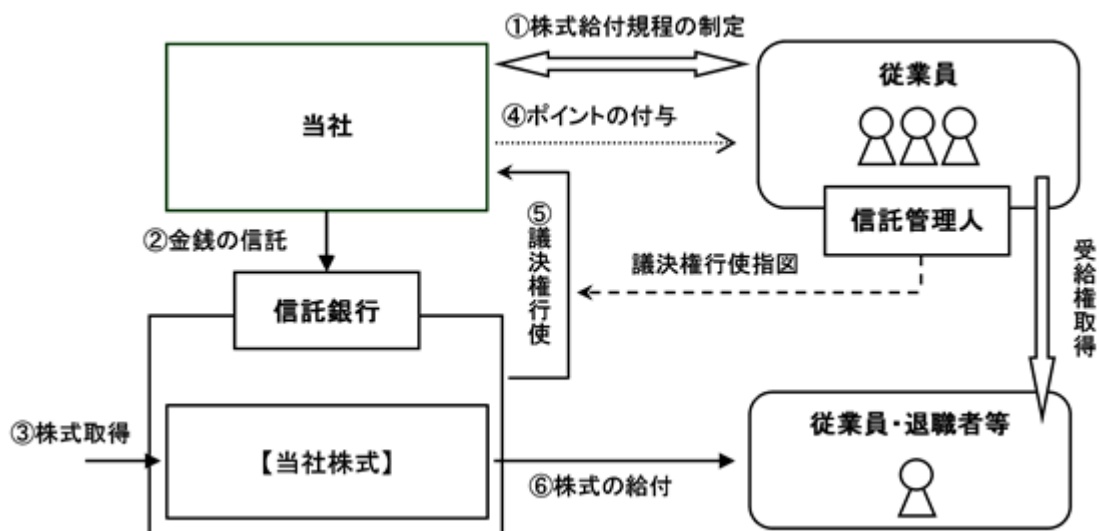 ①株式給付規程の制定
従業員
当社
④ポイントの付与
信託管理人
②金銭の信託
⑤議決権行使
議決権行使指図
受給権取得
信託銀行
③株式取得
【当社株式】
⑥株式の給付
従業員・退職者等